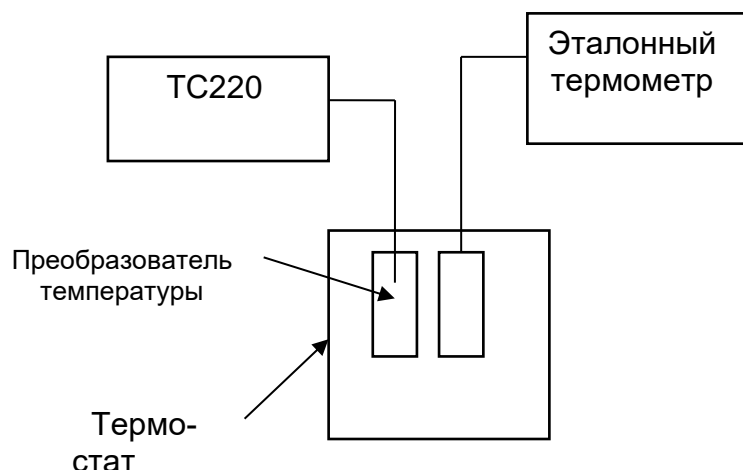 Эталонный
термометр
ТС220
Преобразователь
температуры
Термо-
стат